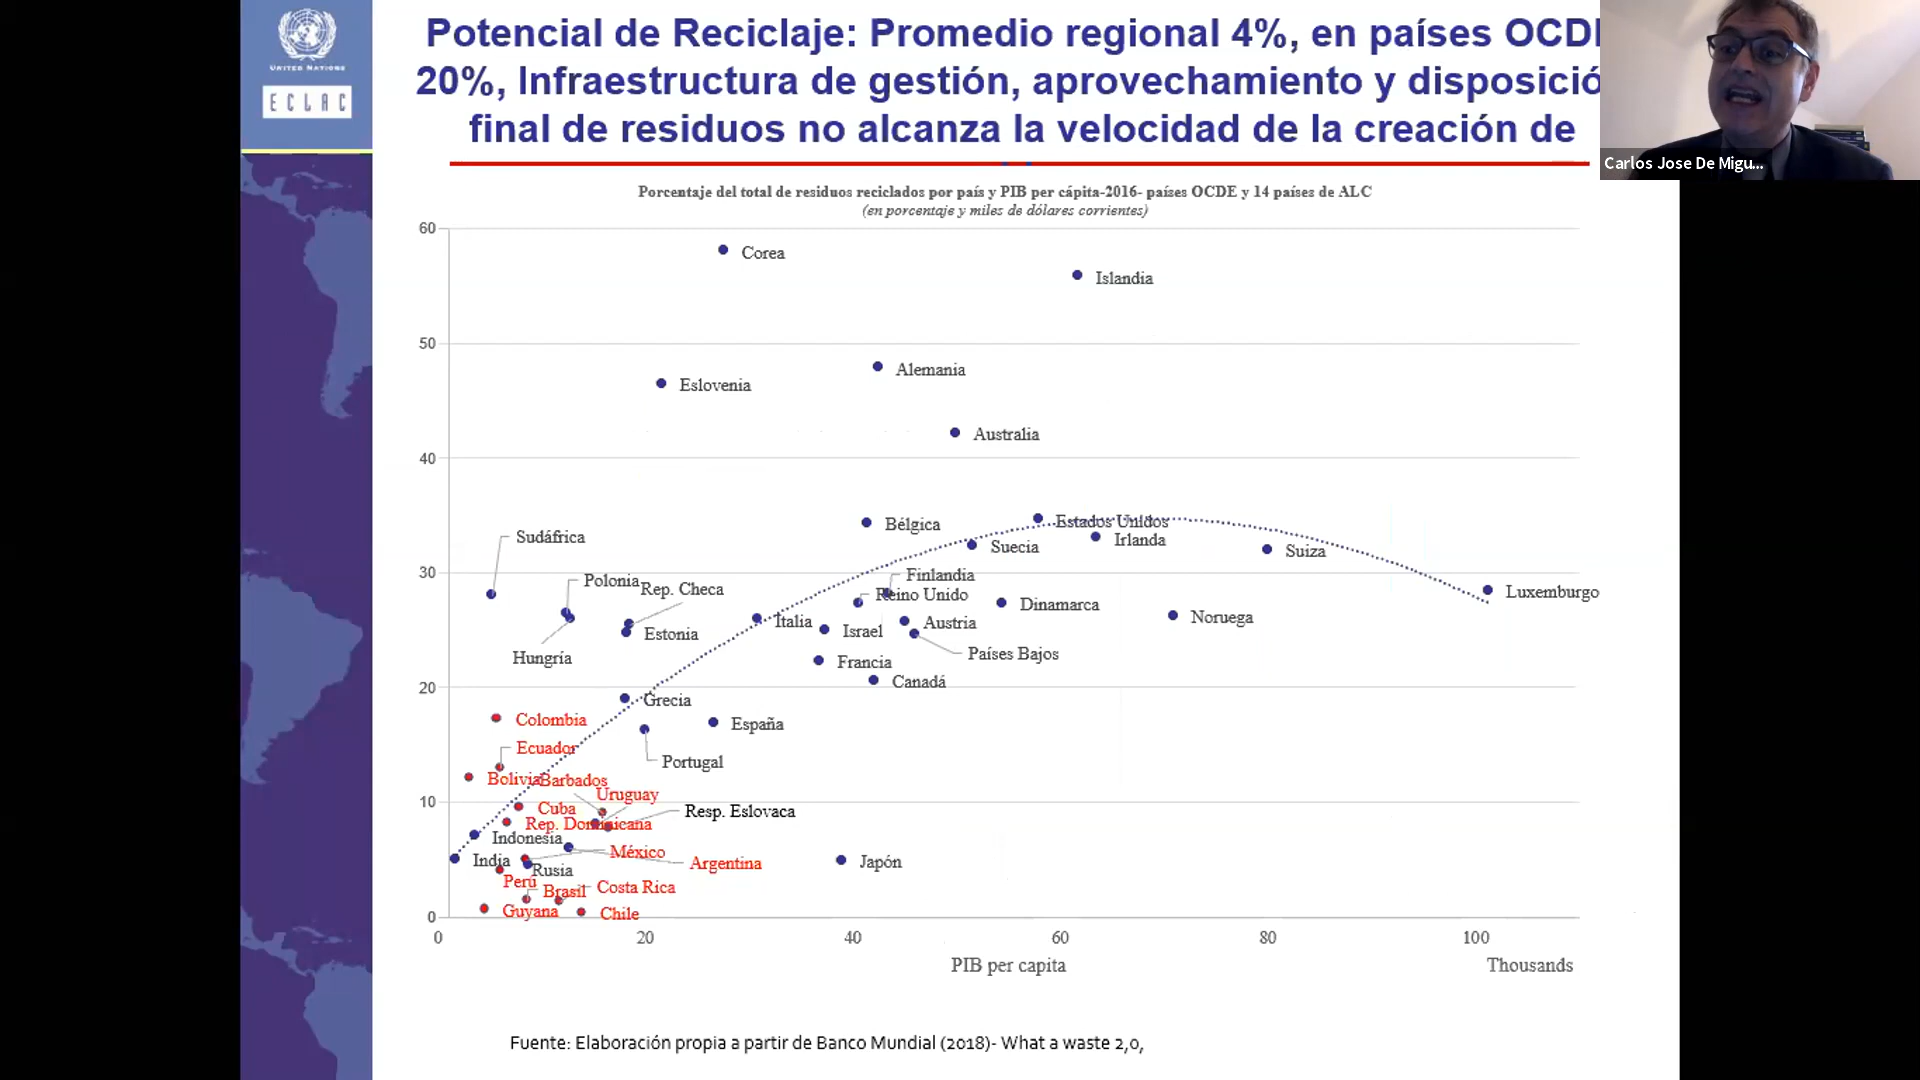 UNITED NATIONS
ECLAC
Potencial de Reciclaje: Promedio regional 4%, en países OCD
20%, Infraestructura de gestión, aprovechamiento y disposició
final de residuos no alcanza la velocidad de la creación de
Carlos Jose De Migu...
Porcentaje del total de residuos reciclados por país y PIB per cápita-2016- países OCDE y 14 países de ALC
(en porcentaje y miles de dólares corrientes)
60
Corea
Islandia
50
Alemania
Eslovenia
Australia
40
Bélgica
Estados Unidos
Sudáfrica
Irlanda
Suecia
Suiza
30
Finlandia
Polonia
Rep. Checa
Reino Unido
Luxemburgo
Dinamarca
Noruega
Italia
Austria
Israel
Estonia
Países Bajos
Hungría
Francia
Canadá
20
Grecia
Colombia
España
Ecuador
Portugal
Bolivia
Barbados
Uruguay
10
Cuba
Resp. Eslovaca
Rep. Dominicana
Indonesia
México
India
Argentina
Japón
Rusia
Perú
Costa Rica
Brasil
Guyana
Chile
0
0 20 40 60 80 100
PIB per capita
Thousands
Fuente: Elaboración propia a partir de Banco Mundial (2018)- What a waste 2,0,